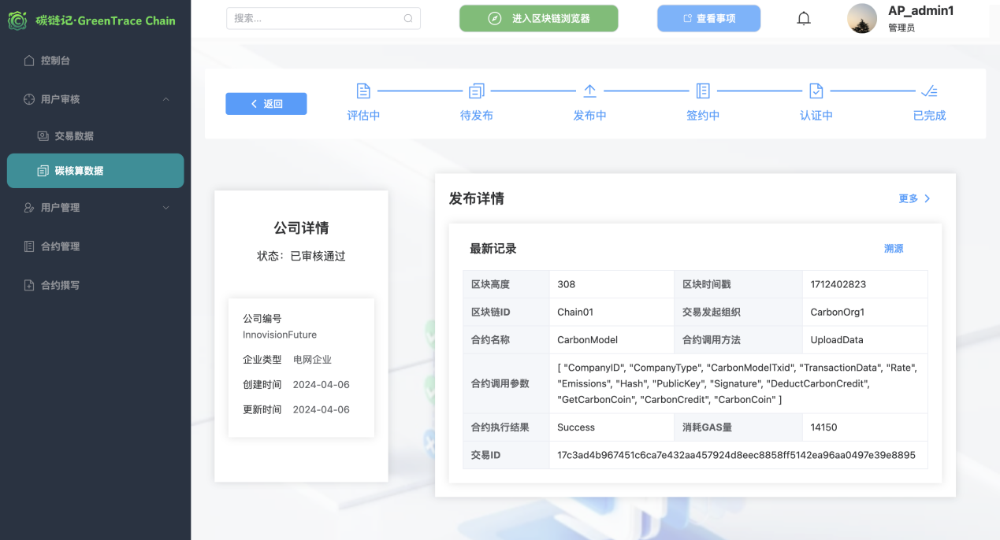 碳链记·GreenTrace Chain
搜索...
进入区块链浏览器
查看事项
AP_admin1
管理员
控制台
用户审核
交易数据
碳核算数据
用户管理
合约管理
合约撰写
返回
评估中
待发布
发布中
签约中
认证中
已完成
公司详情
状态：已审核通过
公司编号
InnovisionFuture
企业类型 电网企业
创建时间 2024-04-06
更新时间 2024-04-06
发布详情
更多
最新记录
溯源
区块高度 308 区块时间戳 1712402823
区块链ID Chain01 交易发起组织 CarbonOrg1
合约名称 CarbonModel 合约调用方法 UploadData
合约调用参数
[ "CompanyID", "CompanyType", "CarbonModelTxid", "TransactionData", "Rate",
"Emissions", "Hash", "PublicKey", "Signature", "DeductCarbonCredit",
"GetCarbonCoin", "CarbonCredit", "CarbonCoin" ]
合约执行结果 Success 消耗GAS量 14150
交易ID 17c3ad4b967451c6ca7e432aa457924d8eec8858ff5142ea96aa0497e39e8895